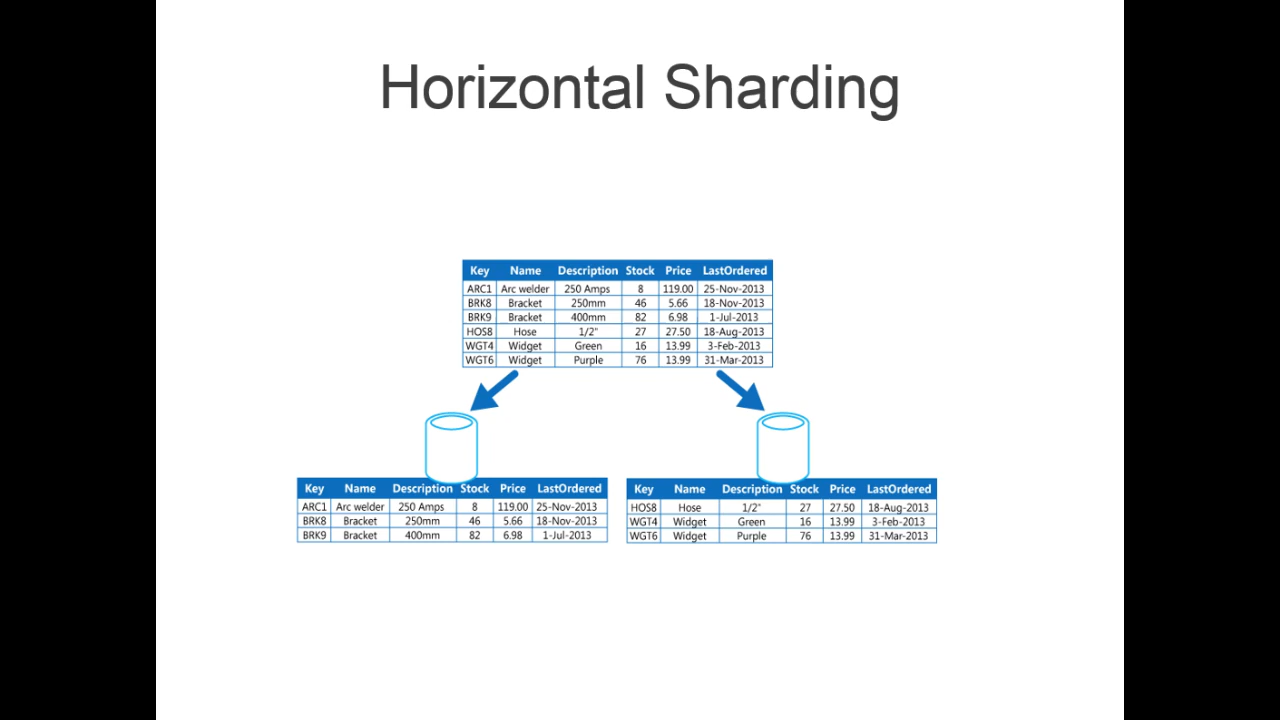 Horizontal Sharding
Key Name Description Stock Price LastOrdered
ARC1 Arc welder 250 Amps 8 119.00 25-Nov-2013
BRK8 Bracket 250mm 46 5.66 18-Nov-2013
BRK9 Bracket 400mm 82 6.98 1-Jul-2013
HOS8 Hose 1/2" 27 27.50 18-Aug-2013
WGT4 Widget Green 16 13.99 3-Feb-2013
WGT6 Widget Purple 76 13.99 31-Mar-2013
Key Name Description Stock Price LastOrdered
ARC1 Arc welder 250 Amps 8 119.00 25-Nov-2013
BRK8 Bracket 250mm 46 5.66 18-Nov-2013
BRK9 Bracket 400mm 82 6.98 1-Jul-2013
Key Name Description Stock Price LastOrdered
HOS8 Hose 1/2" 27 27.50 18-Aug-2013
WGT4 Widget Green 16 13.99 3-Feb-2013
WGT6 Widget Purple 76 13.99 31-Mar-2013